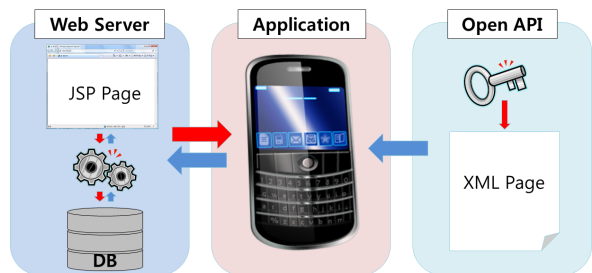 Web Server
JSP Page
DB
Application
Open API
XML Page